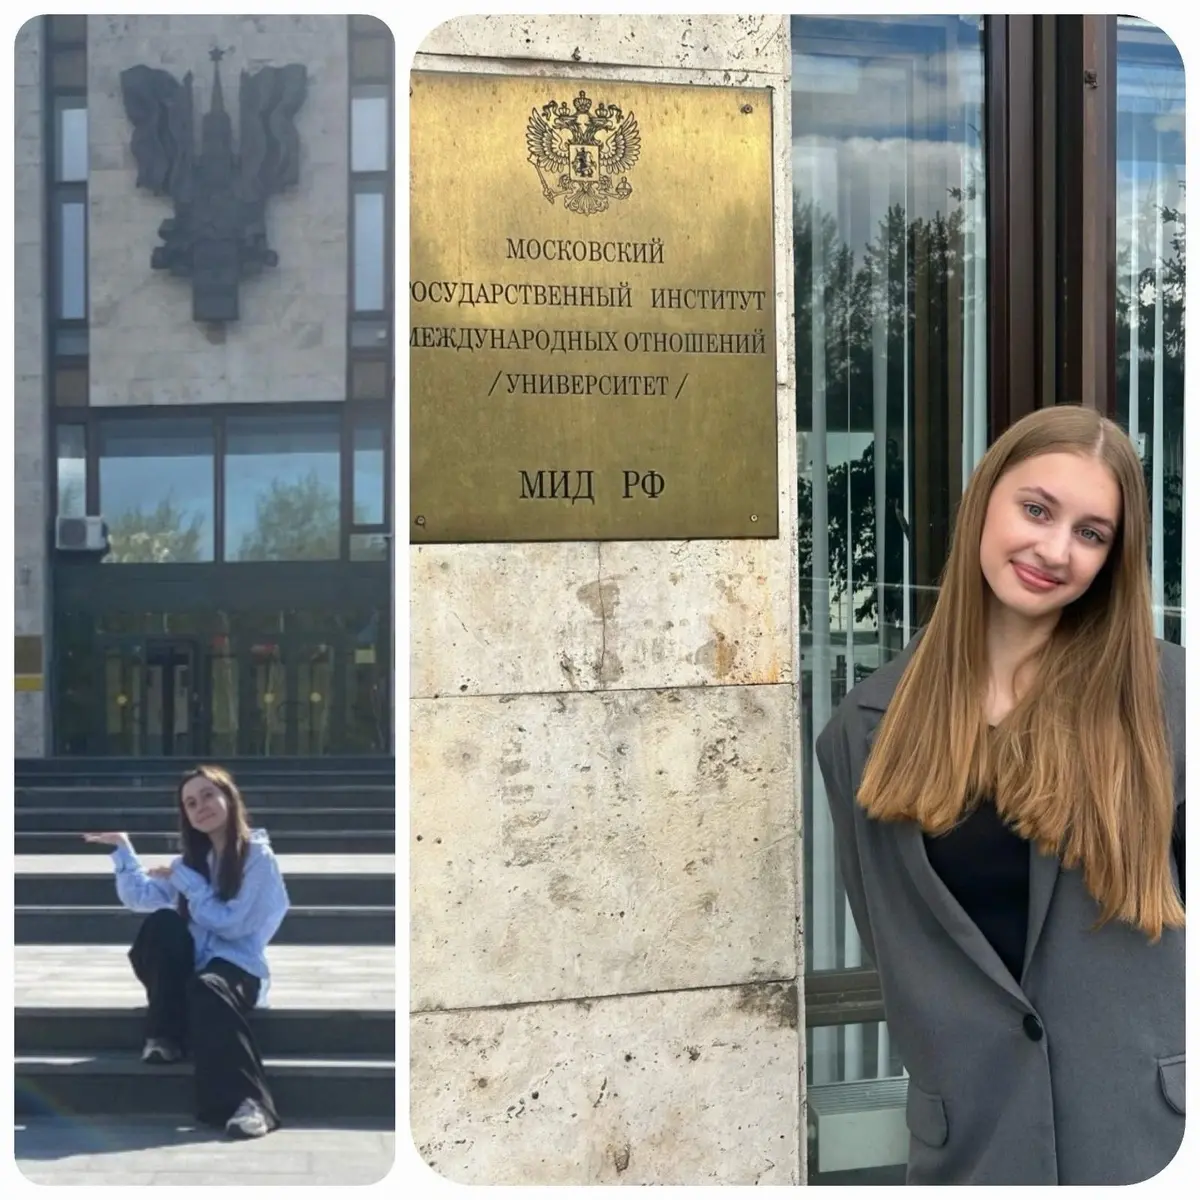 МОСКОВСКИЙ
ГОСУДАРСТВЕННЫЙ ИНСТИТУТ
МЕЖДУНАРОДНЫХ ОТНОШЕНИЙ
/УНИВЕРСИТЕТ/
МИД РФ